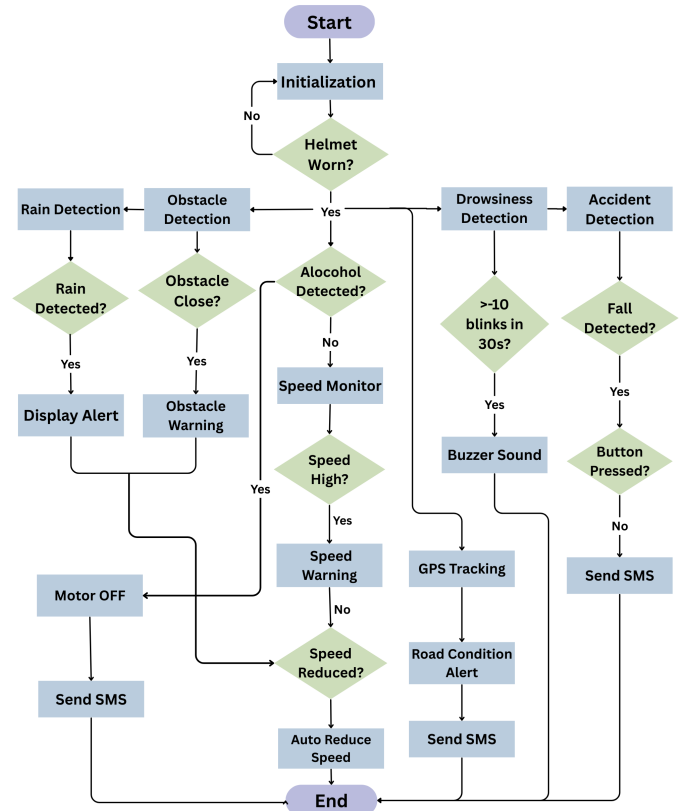 Start
Initialization
No
Helmet
Worn?
Rain Detection
Obstacle
Detection
Yes
Drowsiness
Detection
Accident
Detection
Rain
Detected?
Obstacle
Close?
Alocohol
Detected?
>-10
blinks in
30s?
Fall
Detected?
Yes
Yes
No
Yes
Yes
Display Alert
Obstacle
Warning
Speed Monitor
Buzzer Sound
Button
Pressed?
Speed
High?
Yes
Yes
No
Motor OFF
Speed
Warning
GPS Tracking
Send SMS
No
Speed
Reduced?
Road Condition
Alert
Send SMS
Auto Reduce
Speed
Send SMS
End